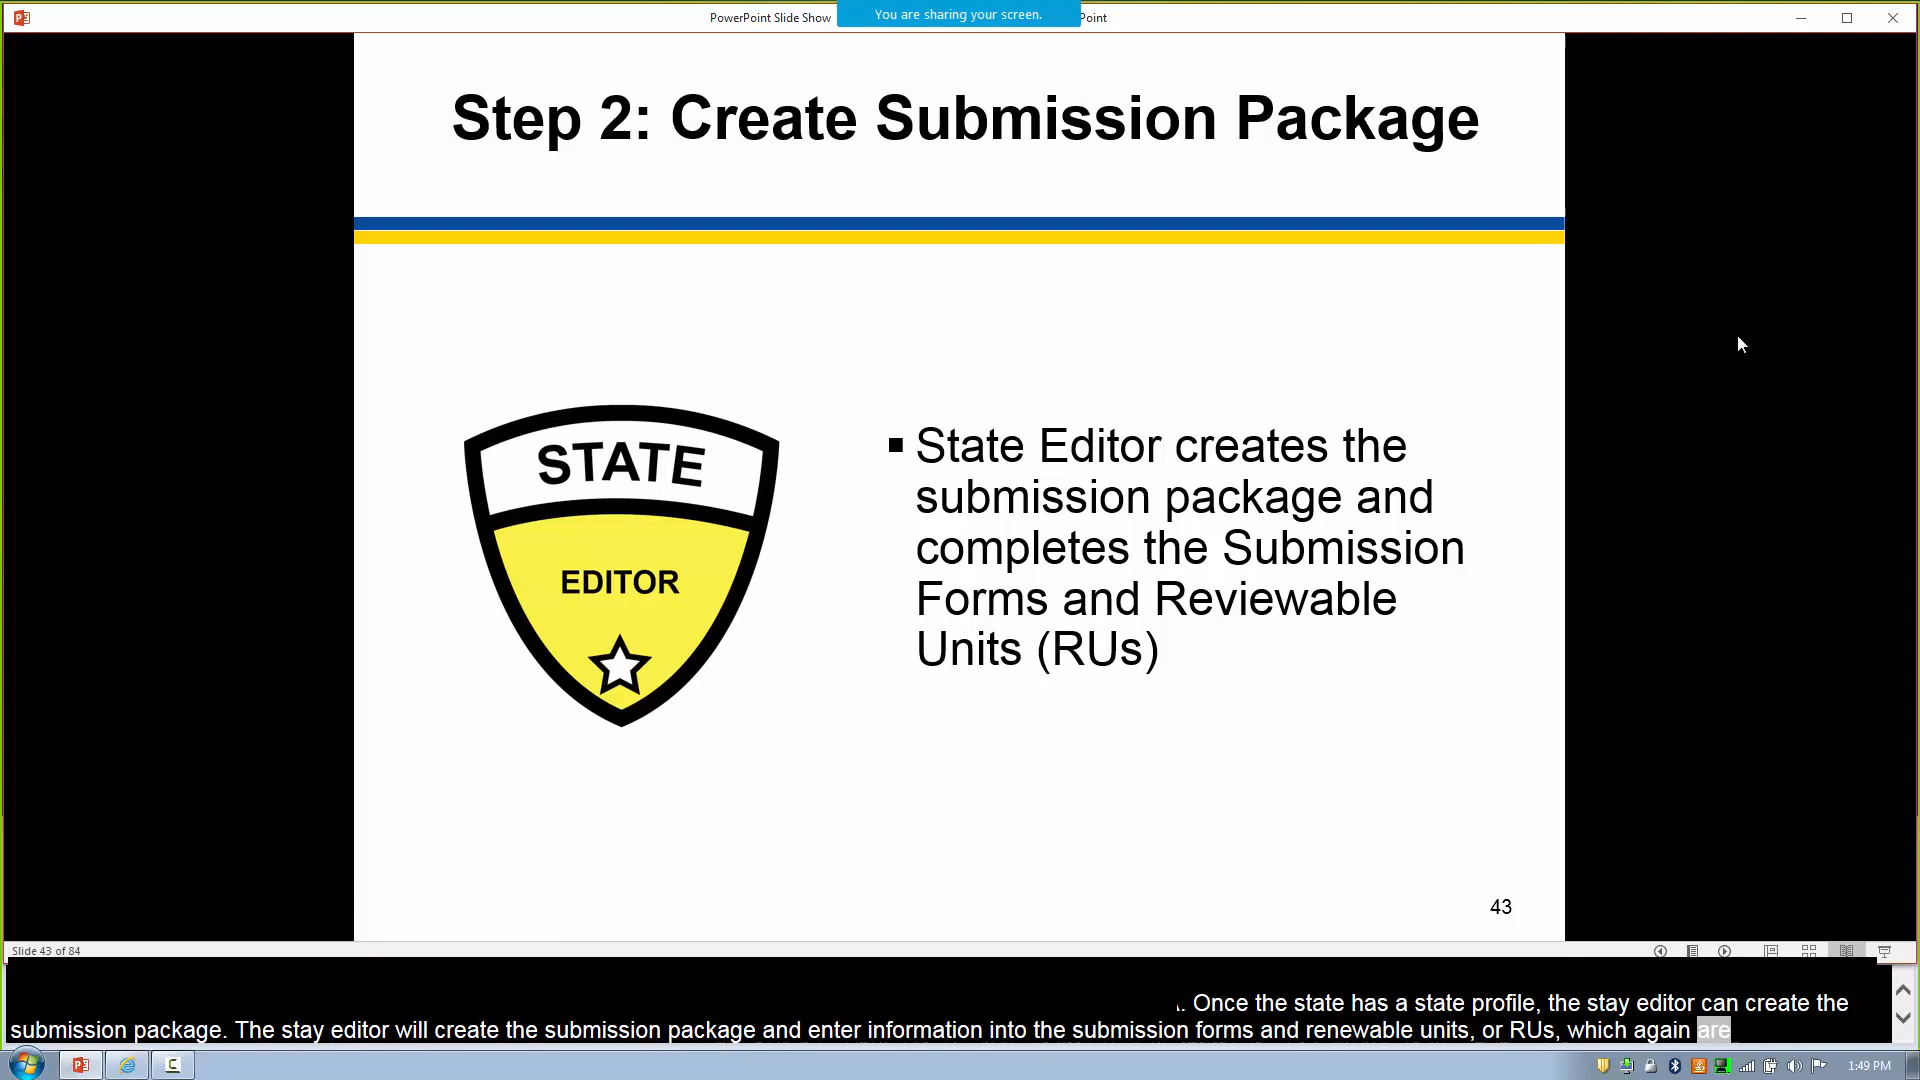 PowerPoint Slide Show
You are sharing your screen.
Point
Step 2: Create Submission Package
STATE
EDITOR
▪ State Editor creates the
submission package and
completes the Submission
Forms and Reviewable
Units (RUs)
43
Slide 43 of 84
. Once the state has a state profile, the stay editor can create the
submission package. The stay editor will create the submission package and enter information into the submission forms and renewable units, or RUs, which again are
1:49 PM